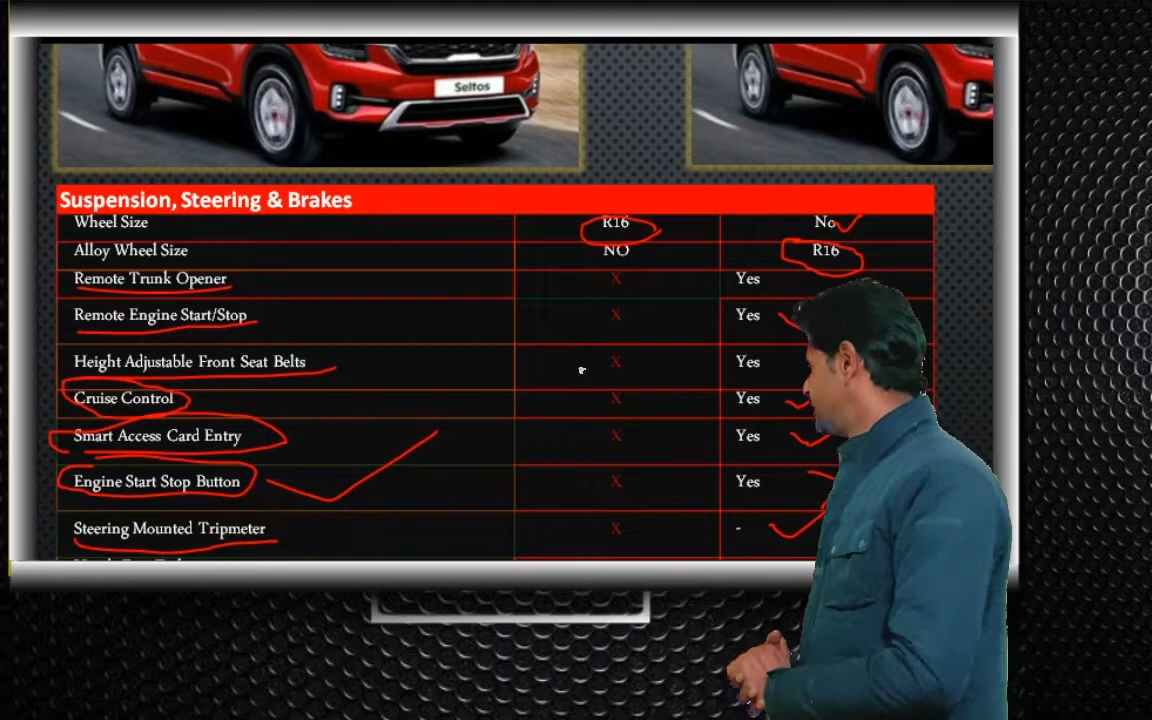 Seltos
Suspension, Steering & Brakes
Wheel Size R16 No
Alloy Wheel Size NO R16
Remote Trunk Opener X Yes
Remote Engine Start/Stop X Yes
Height Adjustable Front Seat Belts X Yes
Cruise Control X Yes
Smart Access Card Entry X Yes
Engine Start Stop Button X Yes
Steering Mounted Tripmeter X -